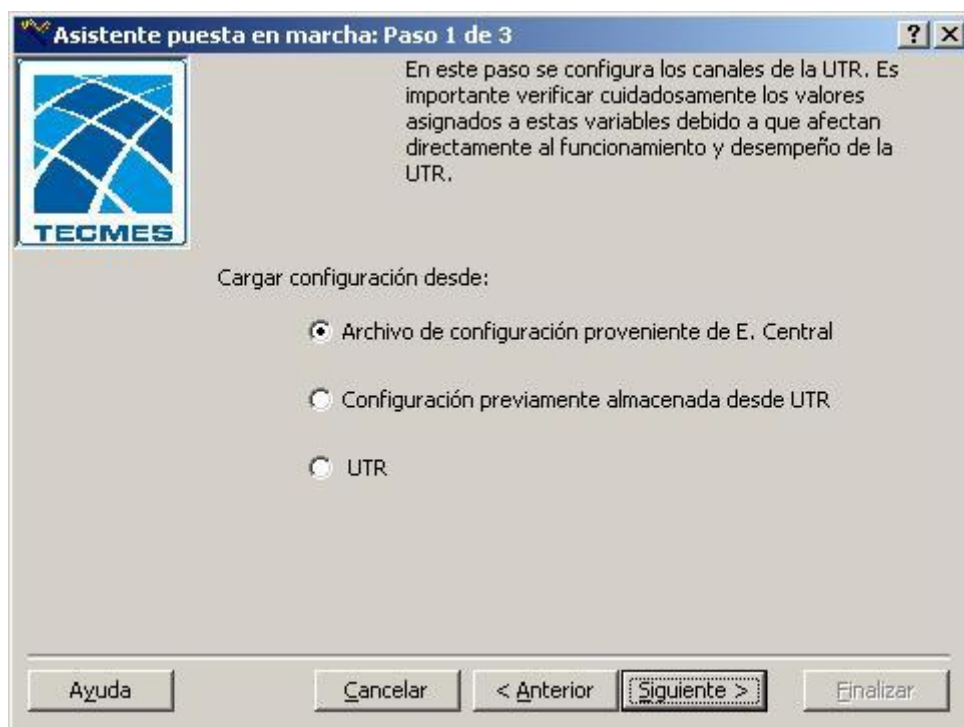 Asistente puesta en marcha: Paso 1 de 3
En este paso se configura los canales de la UTR. Es
importante verificar cuidadosamente los valores
asignados a estas variables debido a que afectan
directamente al funcionamiento y desempeño de la
UTR.
TECMES
Cargar configuración desde:
Archivo de configuración proveniente de E. Central
Configuración previamente almacenada desde UTR
UTR
Ayuda
Cancelar
< Anterior
Siguiente >
Finalizar